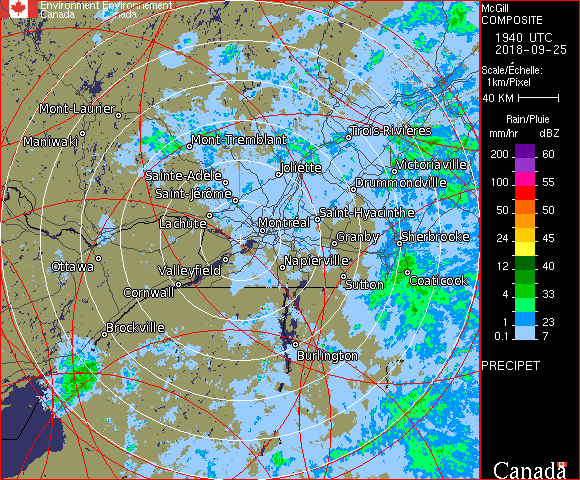 Environment Environnement
Canada Canada
McGill
COMPOSITE
1940 UTC
2018-09-25
Scale/Échelle:
1km/Pixel
40 KM
Rain/Pluie
mm/hr dBZ
200 60
150 57
100 55
50 50
24 45
12 40
4 33
1 23
0.1 7
PRECIPET
Canada
Mont-Laurier
Maniwaki
Mont-Tremblant
Trois-Rivières
Sainte-Adèle
Joliette
Victoriaville
Saint-Jérôme
Drummondville
Lachute
Saint-Hyacinthe
Montréal
Granby
Sherbrooke
Ottawa
Valleyfield
Napierville
Coaticook
Cornwall
Sutton
Brockville
Burlington